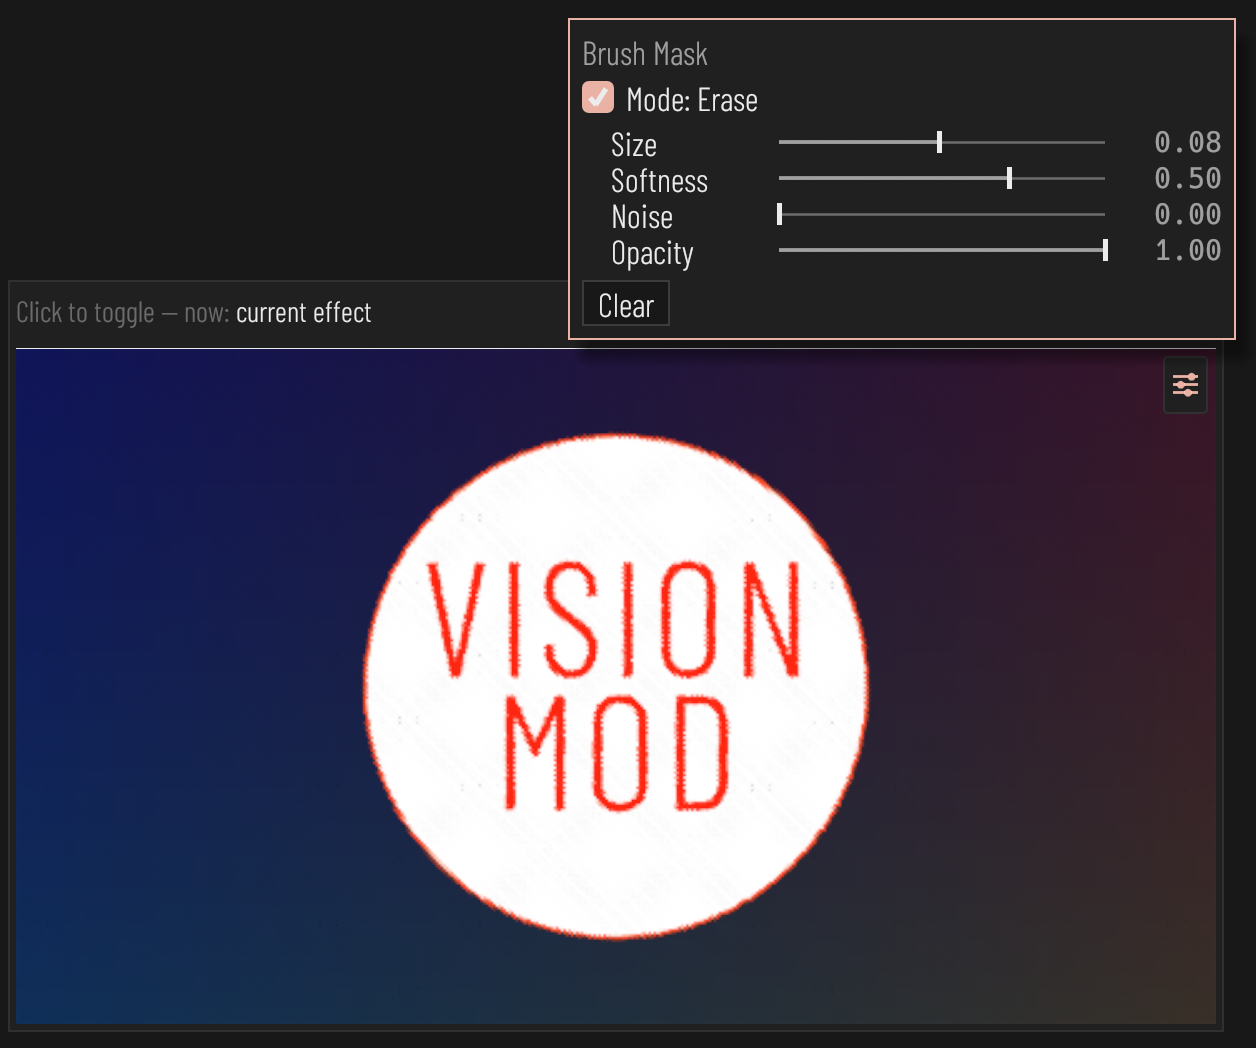 Brush Mask
Mode: Erase
Size 0.08
Softness 0.50
Noise 0.00
Opacity 1.00
Clear
Click to toggle — now: current effect
VISION
MOD